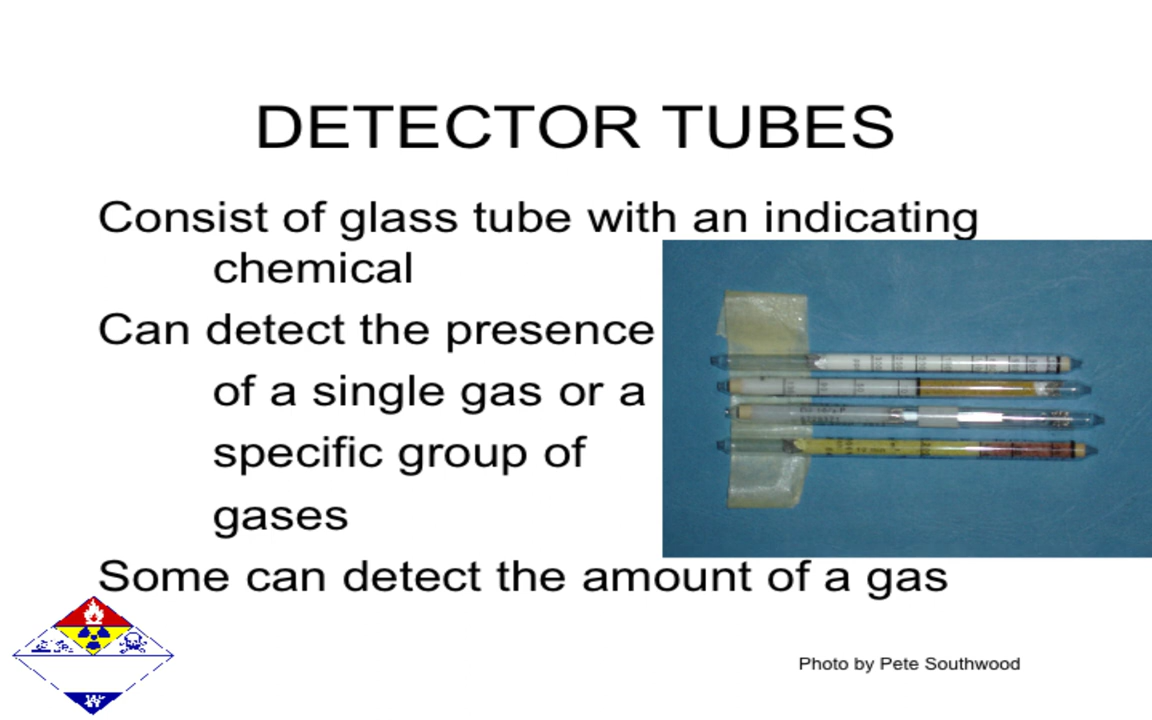 DETECTOR TUBES
Consist of glass tube with an indicating
chemical
Can detect the presence
of a single gas or a
specific group of
gases
Some can detect the amount of a gas
W
Photo by Pete Southwood